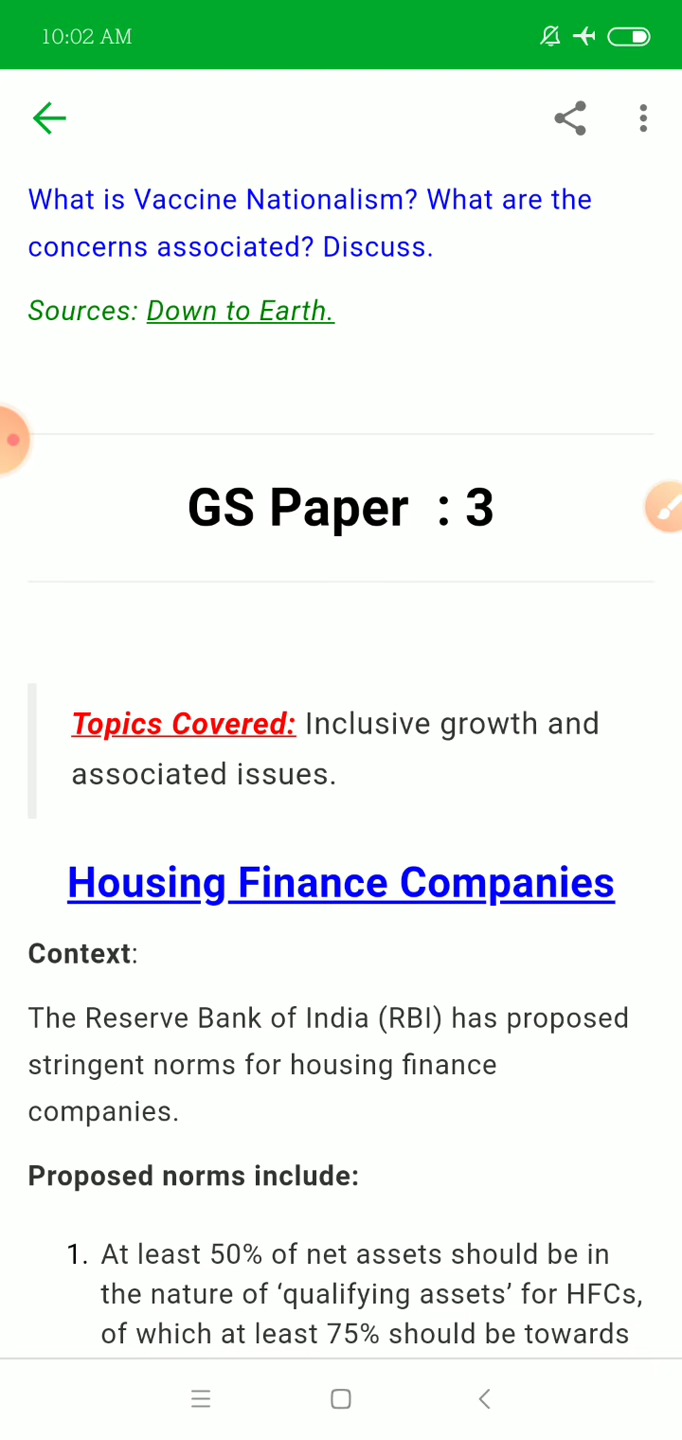 10:02 AM
What is Vaccine Nationalism? What are the
concerns associated? Discuss.
Sources: Down to Earth.
GS Paper : 3
Topics Covered: Inclusive growth and
associated issues.
Housing Finance Companies
Context:
The Reserve Bank of India (RBI) has proposed
stringent norms for housing finance
companies.
Proposed norms include:
1. At least 50% of net assets should be in
the nature of ‘qualifying assets’ for HFCs,
of which at least 75% should be towards